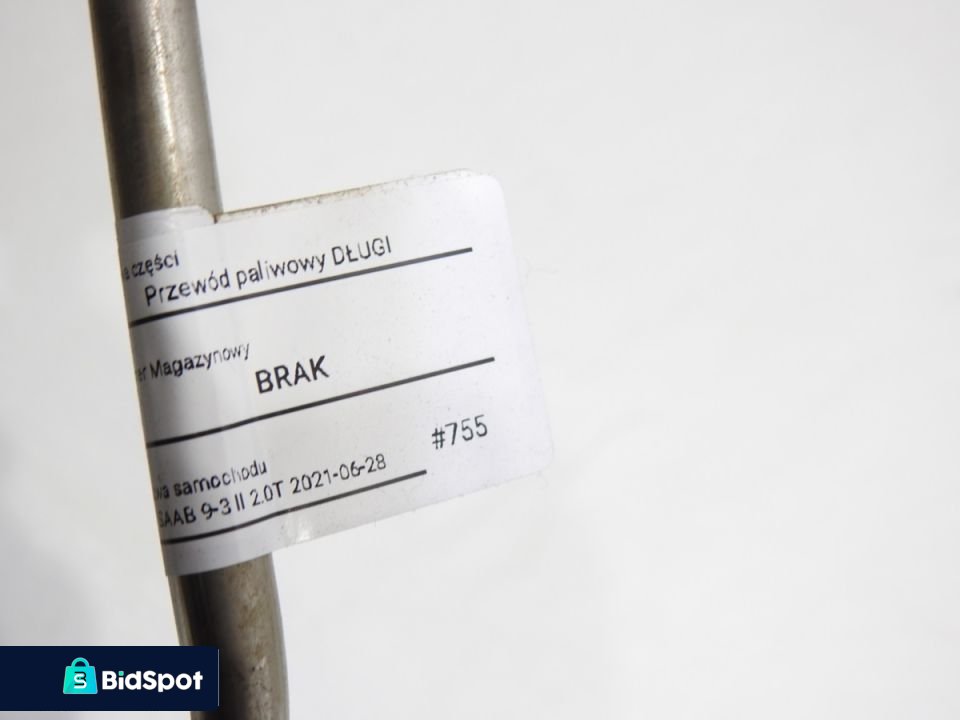 części
Przewód paliwowy DŁUGI
Magazynowy
BRAK
#755
samochodu
SAAB 9-3 II 2.0T 2021-06-28
BidSpot